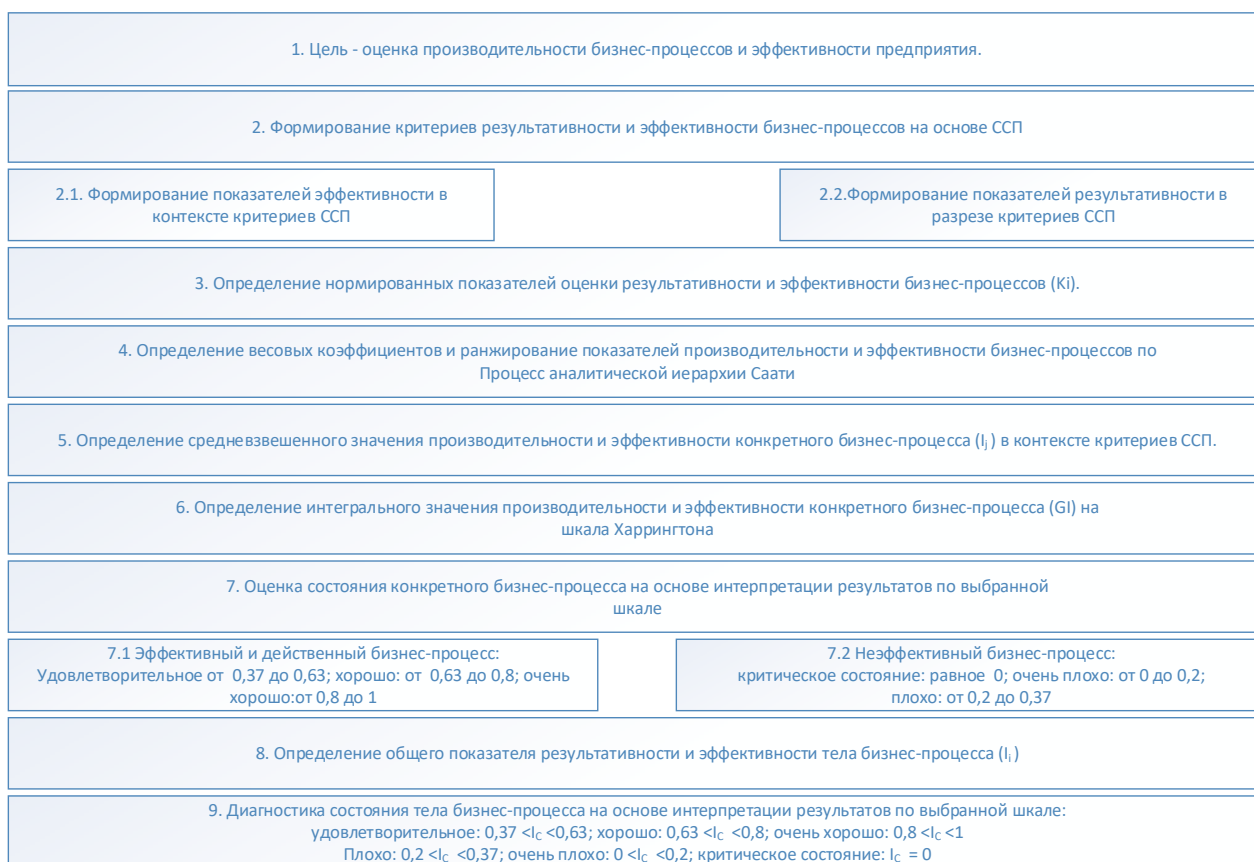 1. Цель - оценка производительности бизнес-процессов и эффективности предприятия.
2. Формирование критериев результативности и эффективности бизнес-процессов на основе ССП
2.1. Формирование показателей эффективности в
контексте критериев ССП
2.2.Формирование показателей результативности в
разрезе критериев ССП
3. Определение нормированных показателей оценки результативности и эффективности бизнес-процессов (Ki).
4. Определение весовых коэффициентов и ранжирование показателей производительности и эффективности бизнес-процессов по
Процесс аналитической иерархии Саати
5. Определение средневзвешенного значения производительности и эффективности конкретного бизнес-процесса (Ij ) в контексте критериев ССП.
6. Определение интегрального значения производительности и эффективности конкретного бизнес-процесса (GI) на
шкала Харрингтона
7. Оценка состояния конкретного бизнес-процесса на основе интерпретации результатов по выбранной
шкале
7.1 Эффективный и действенный бизнес-процесс:
Удовлетворительное от 0,37 до 0,63; хорошо: от 0,63 до 0,8; очень
хорошо:от 0,8 до 1
7.2 Неэффективный бизнес-процесс:
критическое состояние: равное 0; очень плохо: от 0 до 0,2;
плохо: от 0,2 до 0,37
8. Определение общего показателя результативности и эффективности тела бизнес-процесса (Ii )
9. Диагностика состояния тела бизнес-процесса на основе интерпретации результатов по выбранной шкале:
удовлетворительное: 0,37 <IC <0,63; хорошо: 0,63 <IC <0,8; очень хорошо: 0,8 <IC <1
Плохо: 0,2 <IC <0,37; очень плохо: 0 <IC <0,2; критическое состояние: IC = 0